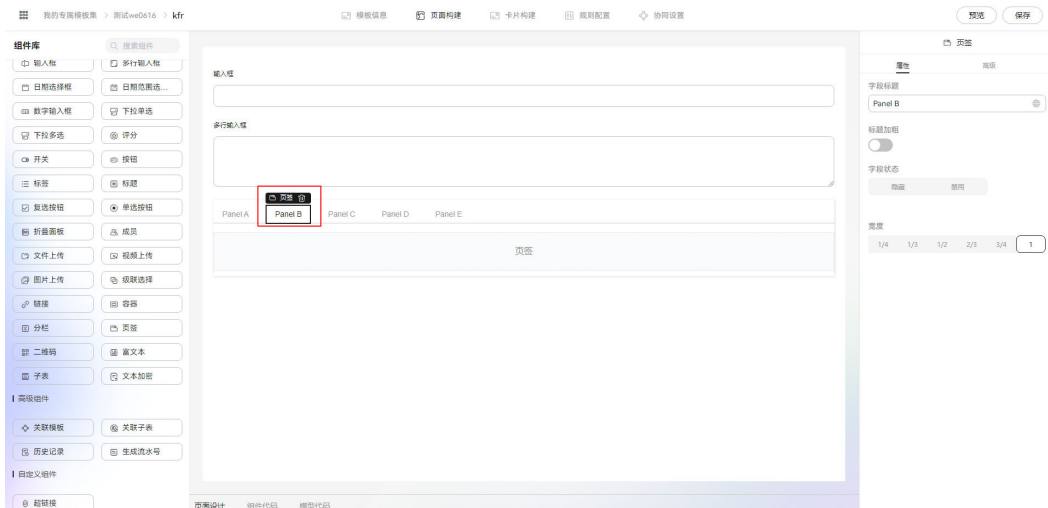 我的专属模板集 > 测试we0616 > kfr
模板信息
页面构建
卡片构建
规则配置
协同设置
预览
保存
组件库
搜索组件
输入框
多行输入框
日期选择框
日期范围选...
数字输入框
下拉单选
下拉多选
评分
开关
按钮
标签
标题
复选按钮
单选按钮
折叠面板
成员
文件上传
视频上传
图片上传
级联选择
链接
容器
分栏
页签
二维码
富文本
子表
文本加密
高级组件
关联模板
关联子表
历史记录
生成流水号
自定义组件
超链接
输入框
多行输入框
页签
Panel A
Panel B
Panel C
Panel D
Panel E
页签
页面设计
组件代码
模型代码
页签
属性
高级
字段标题
Panel B
标题加粗
字段状态
隐藏
禁用
宽度
1/4
1/3
1/2
2/3
3/4
1